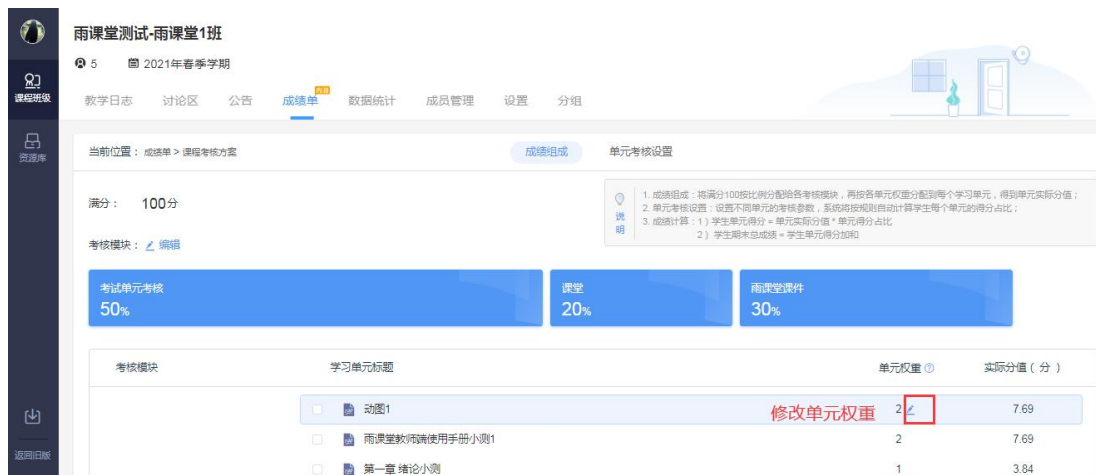 雨课堂测试-雨课堂1班
5 2021年春季学期
课程班级
教学日志 讨论区 公告 成绩单 数据统计 成员管理 设置 分组
资源库
当前位置：成绩单 > 课程考核方案 成绩组成 单元考核设置
满分： 100分
说明
1. 成绩组成：将满分100按比例分配给各考核模块，再按各单元权重分配到每个学习单元，得到单元实际分值；
2. 单元考核设置：设置不同单元的考核参数，系统将按规则自动计算学生每个单元的得分占比；
3. 成绩计算：1）学生单元得分 = 单元实际分值 * 单元得分占比
2）学生期末总成绩 = 学生单元得分加和
考核模块： 编辑
考试单元考核 课堂 雨课堂课件
50% 20% 30%
考核模块 学习单元标题 单元权重 实际分值（分）
动图1 修改单元权重 2 7.69
雨课堂教师端使用手册小测1 2 7.69
第一章 绪论小测 1 3.84
返回旧版